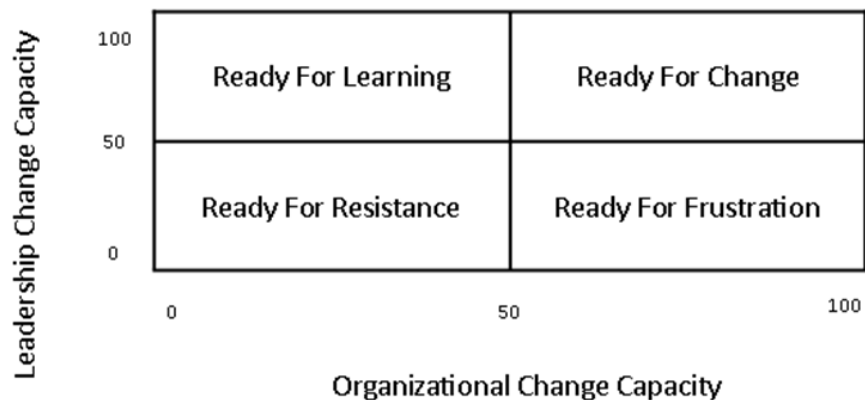 Leadership Change Capacity
100
Ready For Learning
Ready For Change
50
Ready For Resistance
Ready For Frustration
0
0
50
100
Organizational Change Capacity